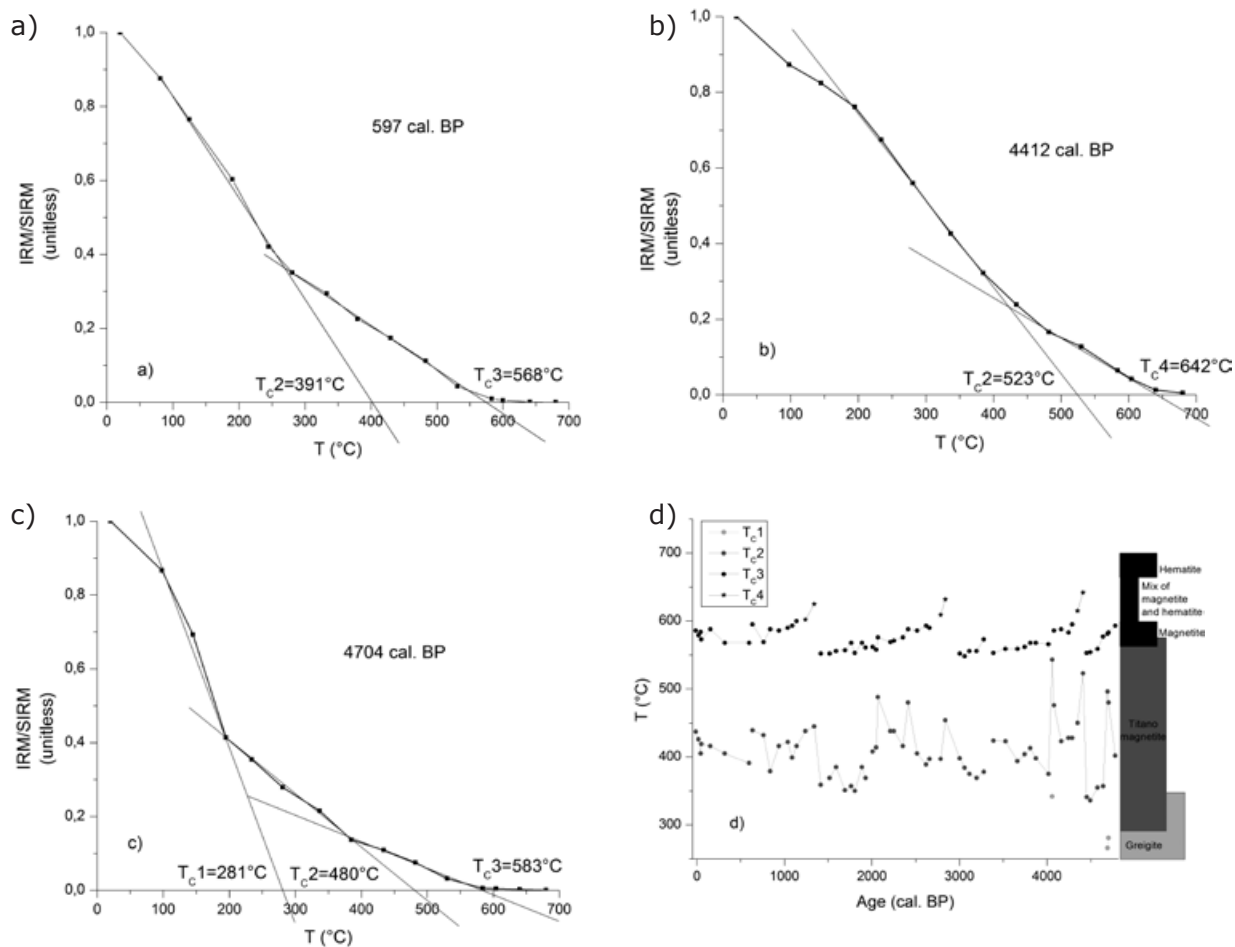 a)
1,0
0,8
0,6
0,4
0,2
0,0
IRM/SIRM
(unitless)
597 cal. BP
a)
T_C2=391°C
T_C3=568°C
0 100 200 300 400 500 600 700
T (°C)
b)
1,0
0,8
0,6
0,4
0,2
0,0
IRM/SIRM
(unitless)
4412 cal. BP
b)
T_C2=523°C
T_C4=642°C
0 100 200 300 400 500 600 700
T (°C)
c)
1,0
0,8
0,6
0,4
0,2
0,0
IRM/SIRM
(unitless)
4704 cal. BP
c)
T_C1=281°C
T_C2=480°C
T_C3=583°C
0 100 200 300 400 500 600 700
T (°C)
d)
T_C1
T_C2
T_C3
T_C4
700
600
500
400
300
T (°C)
Hematite
Mix of
magnetite
and hematite
Magnetite
Titano
magnetite
Greigite
d)
0 1000 2000 3000 4000
Age (cal. BP)